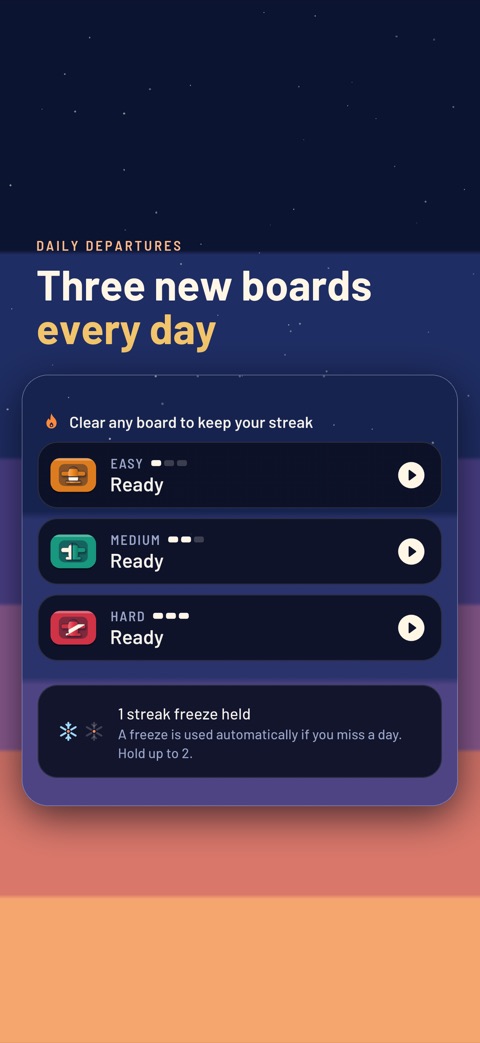 DAILY DEPARTURES
Three new boards
every day
Clear any board to keep your streak
EASY
Ready
MEDIUM
Ready
HARD
Ready
1 streak freeze held
A freeze is used automatically if you miss a day.
Hold up to 2.